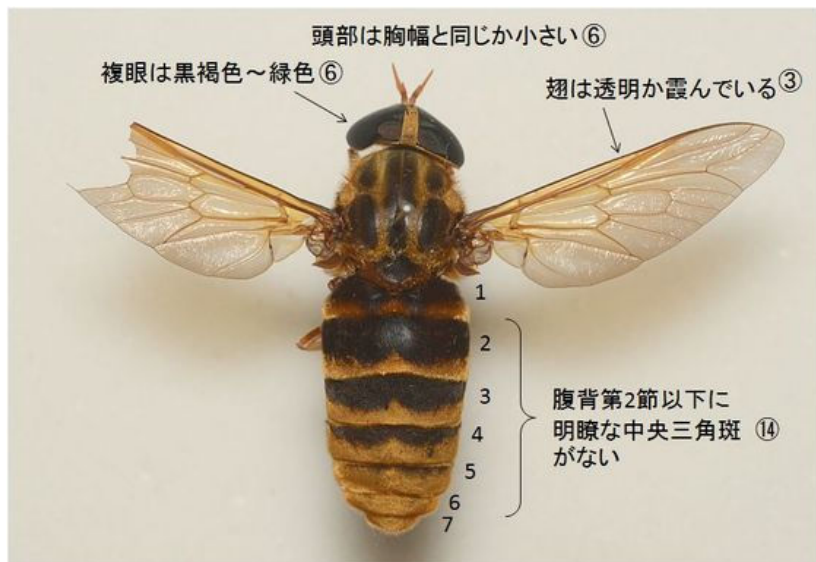 頭部は胸幅と同じか小さい⑥
複眼は黒褐色～緑色⑥
翅は透明か霞んでいる③
1
2
3
4
5
6
7
腹背第2節以下に
明瞭な中央三角斑 ⑭
がない